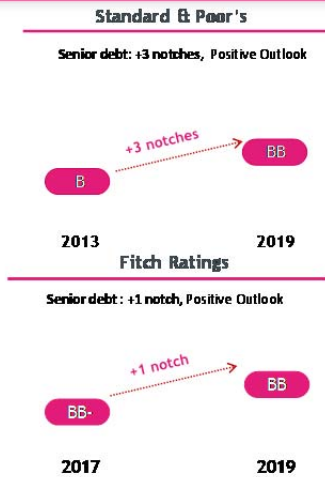 Standard & Poor's
Senior debt: +3 notches, Positive Outlook
+3 notches
BB
B
2013 2019
Fitch Ratings
Senior debt : +1 notch, Positive Outlook
+1 notch
BB
BB-
2017 2019